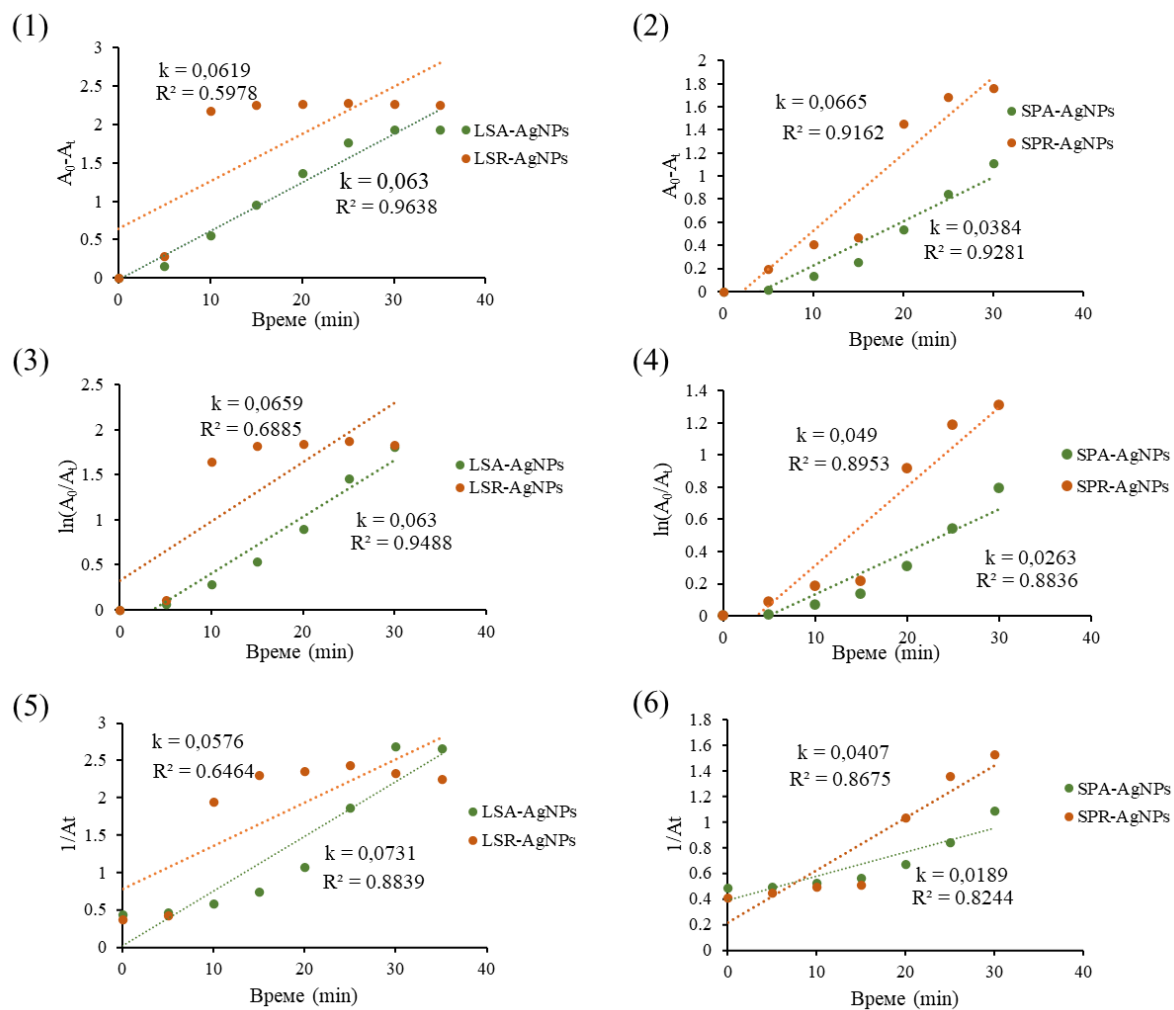 (1)
3
2.5
2
1.5
1
0.5
0
0
10
20
30
40
A₀-Aₜ
Време (min)
k = 0,0619
R² = 0.5978
k = 0,063
R² = 0.9638
LSA-AgNPs
LSR-AgNPs
(2)
2
1.8
1.6
1.4
1.2
1
0.8
0.6
0.4
0.2
0
0
10
20
30
40
A₀-Aₜ
Време (min)
k = 0,0665
R² = 0.9162
k = 0,0384
R² = 0.9281
SPA-AgNPs
SPR-AgNPs
(3)
2.5
2
1.5
1
0.5
0
0
10
20
30
40
ln(A₀/Aₜ)
Време (min)
k = 0,0659
R² = 0.6885
k = 0,063
R² = 0.9488
LSA-AgNPs
LSR-AgNPs
(4)
1.4
1.2
1
0.8
0.6
0.4
0.2
0
0
10
20
30
40
ln(A₀/Aₜ)
Време (min)
k = 0,049
R² = 0.8953
k = 0,0263
R² = 0.8836
SPA-AgNPs
SPR-AgNPs
(5)
3
2.5
2
1.5
1
0.5
0
0
10
20
30
40
1/At
Време (min)
k = 0,0576
R² = 0.6464
k = 0,0731
R² = 0.8839
LSA-AgNPs
LSR-AgNPs
(6)
1.8
1.6
1.4
1.2
1
0.8
0.6
0.4
0.2
0
0
10
20
30
40
1/At
Време (min)
k = 0,0407
R² = 0.8675
k = 0,0189
R² = 0.8244
SPA-AgNPs
SPR-AgNPs